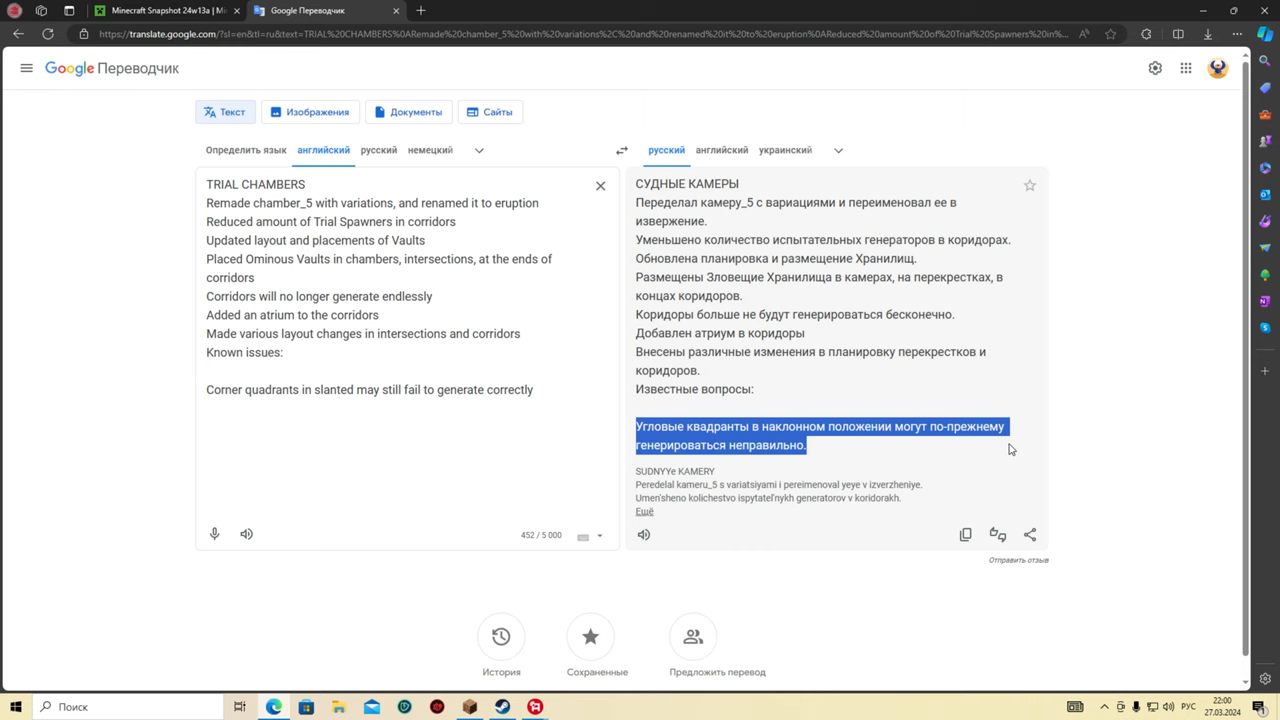 Minecraft Snapshot 24w13a | Mi
Google Переводчик
https://translate.google.com/?sl=en&tl=ru&text=TRIAL%20CHAMBERS%0ARemade%20chamber_5%20with%20variations%2C%20and%20renamed%20it%20to%20eruption%0AReduced%20amount%20of%20Trial%20Spawners%20in%...
Google Переводчик
Текст
Изображения
Документы
Сайты
Определить язык английский русский немецкий
русский английский украинский
TRIAL CHAMBERS
Remade chamber_5 with variations, and renamed it to eruption
Reduced amount of Trial Spawners in corridors
Updated layout and placements of Vaults
Placed Ominous Vaults in chambers, intersections, at the ends of
corridors
Corridors will no longer generate endlessly
Added an atrium to the corridors
Made various layout changes in intersections and corridors
Known issues:
Corner quadrants in slanted may still fail to generate correctly
452 / 5 000
СУДНЫЕ КАМЕРЫ
Переделал камеру_5 с вариациями и переименовал ее в
извержение.
Уменьшено количество испытательных генераторов в коридорах.
Обновлена планировка и размещение Хранилищ.
Размещены Зловещие Хранилища в камерах, на перекрестках, в
концах коридоров.
Коридоры больше не будут генерироваться бесконечно.
Добавлен атриум в коридоры
Внесены различные изменения в планировку перекрестков и
коридоров.
Известные вопросы:
Угловые квадранты в наклонном положении могут по-прежнему
генерироваться неправильно.
SUDNYYe KAMERY
Peredelal kameru_5 s variatsiyami i pereimenoval yeye v izverzheniye.
Umen'sheno kolichestvo ispytatel'nykh generatorov v koridorakh.
Ещё
Отправить отзыв
История
Сохраненные
Предложить перевод
Поиск
РУС
22:00
27.03.2024